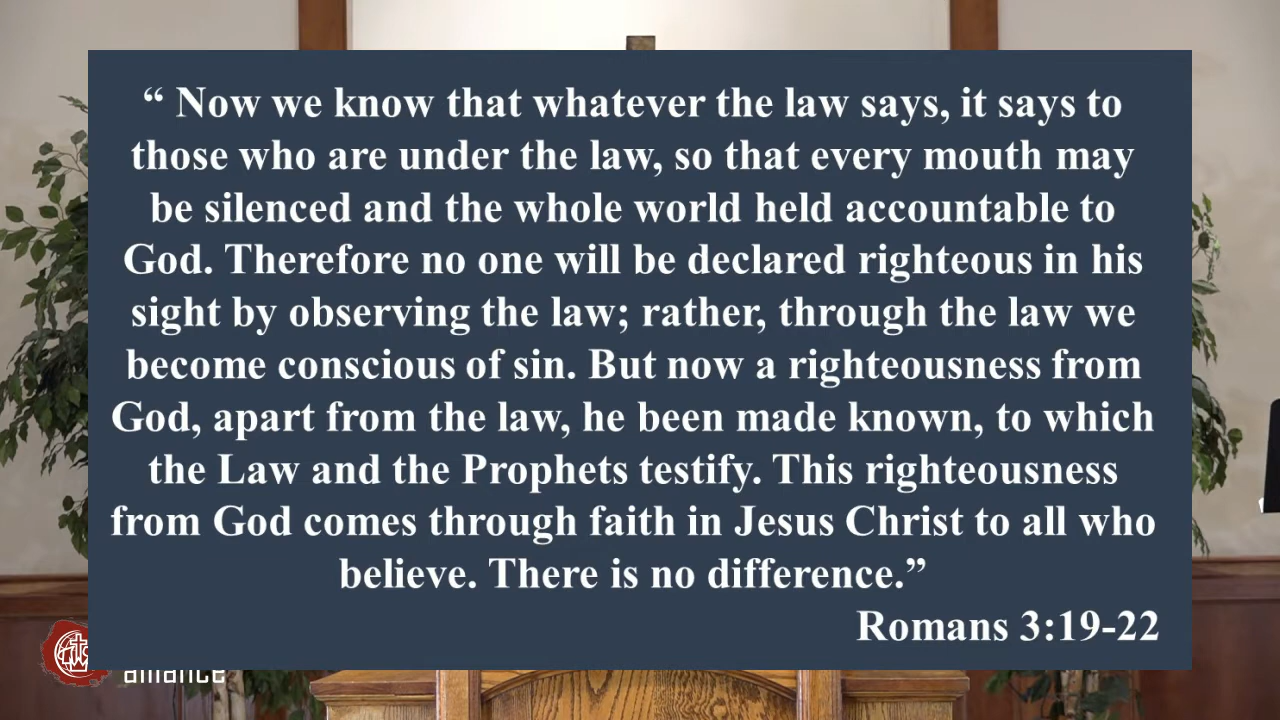 “ Now we know that whatever the law says, it says to
those who are under the law, so that every mouth may
be silenced and the whole world held accountable to
God. Therefore no one will be declared righteous in his
sight by observing the law; rather, through the law we
become conscious of sin. But now a righteousness from
God, apart from the law, he been made known, to which
the Law and the Prophets testify. This righteousness
from God comes through faith in Jesus Christ to all who
believe. There is no difference.”
Romans 3:19-22